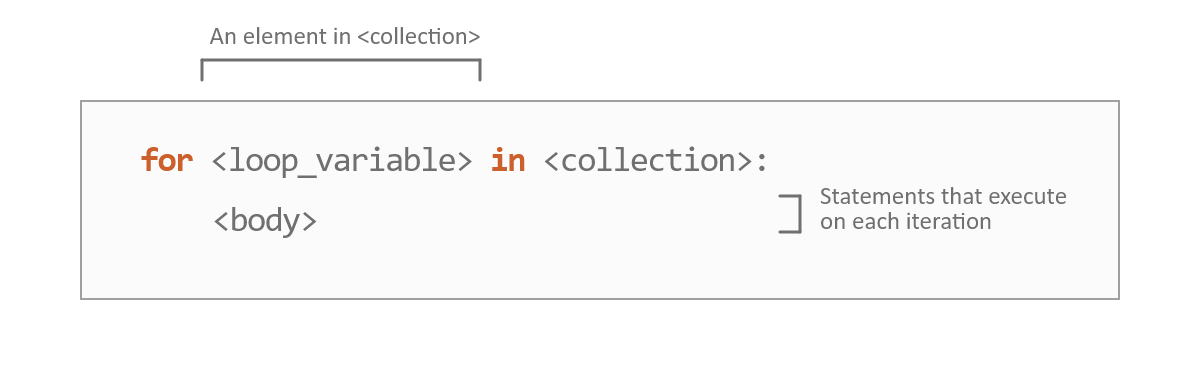 An element in <collection>
for <loop_variable> in <collection>:
<body>
Statements that execute
on each iteration